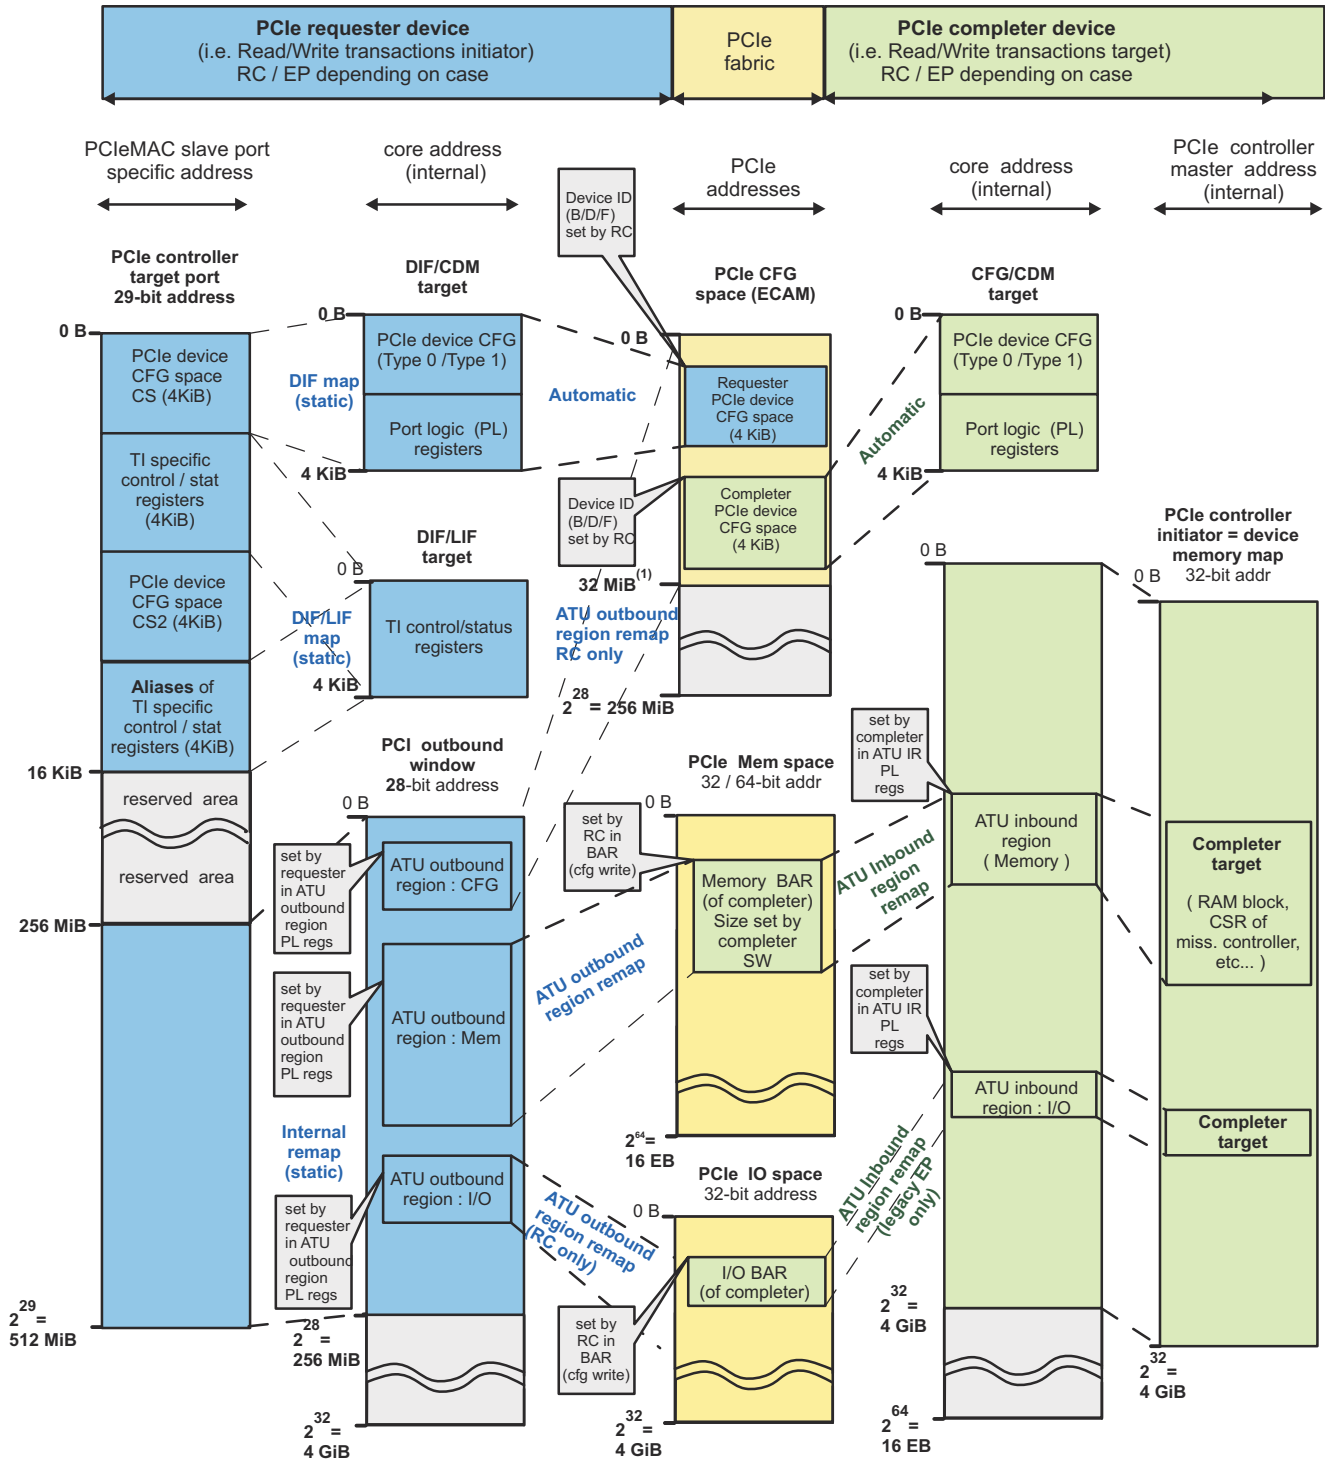 PCIe requester device
(i.e. Read/Write transactions initiator)
RC / EP depending on case
PCIe
fabric
PCIe completer device
(i.e. Read/Write transactions target)
RC / EP depending on case
PCIeMAC slave port
specific address
core address
(internal)
PCIe
addresses
core address
(internal)
PCIe controller
master address
(internal)
Device ID
(B/D/F)
set by RC
PCIe controller
target port
29-bit address
0 B
PCIe device
CFG space
CS (4KiB)
TI specific
control / stat
registers
(4KiB)
PCIe device
CFG space
CS2 (4KiB)
Aliases of
TI specific
control / stat
registers (4KiB)
16 KiB
reserved area
reserved area
256 MiB
2^29 =
512 MiB
DIF/CDM
target
0 B
PCIe device CFG
(Type 0 /Type 1)
Port logic (PL)
registers
4 KiB
DIF map
(static)
Automatic
DIF/LIF
target
0 B
TI control/status
registers
4 KiB
DIF/LIF
map
(static)
PCI outbound
window
28-bit address
0 B
ATU outbound
region : CFG
ATU outbound
region : Mem
ATU outbound
region : I/O
set by
requester
in ATU
outbound
region
PL regs
set by
requester
in ATU
outbound
region
PL regs
Internal
remap
(static)
set by
requester
in ATU
outbound
region
PL regs
2^28 =
256 MiB
2^32 =
4 GiB
PCIe CFG
space (ECAM)
0 B
Requester
PCIe device
CFG space
(4 KiB)
Device ID
(B/D/F)
set by RC
Completer
PCIe device
CFG space
(4 KiB)
32 MiB(1)
ATU outbound
region remap
RC only
2^28 = 256 MiB
PCIe Mem space
32 / 64-bit addr
0 B
set by
RC in
BAR
(cfg write)
Memory BAR
(of completer)
Size set by
completer
SW
ATU outbound
region remap
2^64=
16 EB
PCIe IO space
32-bit address
0 B
ATU outbound
region remap
(RC only)
I/O BAR
(of completer)
set by
RC in
BAR
(cfg write)
2^32 =
4 GiB
CFG/CDM
target
0 B
PCIe device CFG
(Type 0 /Type 1)
Port logic (PL)
registers
4 KiB
Automatic
0 B
set by
completer
in ATU IR
PL
regs
ATU inbound
region
( Memory )
ATU Inbound
region
remap
set by
completer
in ATU IR
PL
regs
ATU inbound
region : I/O
ATU Inbound
region remap
(legacy EP
only)
2^32 =
4 GiB
2^64 =
16 EB
PCIe controller
initiator = device
memory map
32-bit addr
0 B
Completer
target
( RAM block,
CSR of
miss. controller,
etc... )
Completer
target
2^32 =
4 GiB